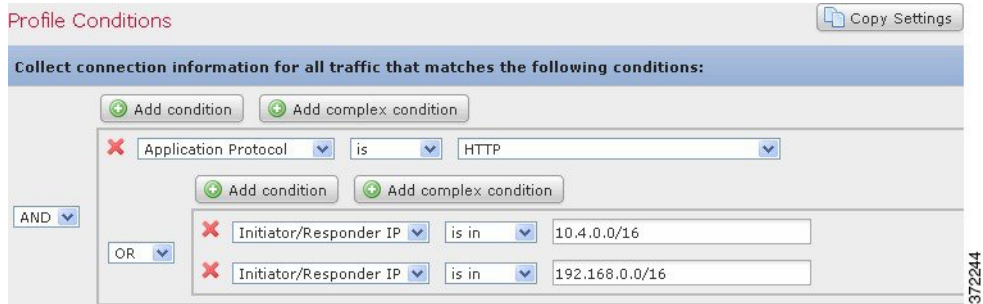 Profile Conditions
Copy Settings
Collect connection information for all traffic that matches the following conditions:
Add condition Add complex condition
Application Protocol is HTTP
Add condition Add complex condition
AND
OR
Initiator/Responder IP is in 10.4.0.0/16
Initiator/Responder IP is in 192.168.0.0/16
372244